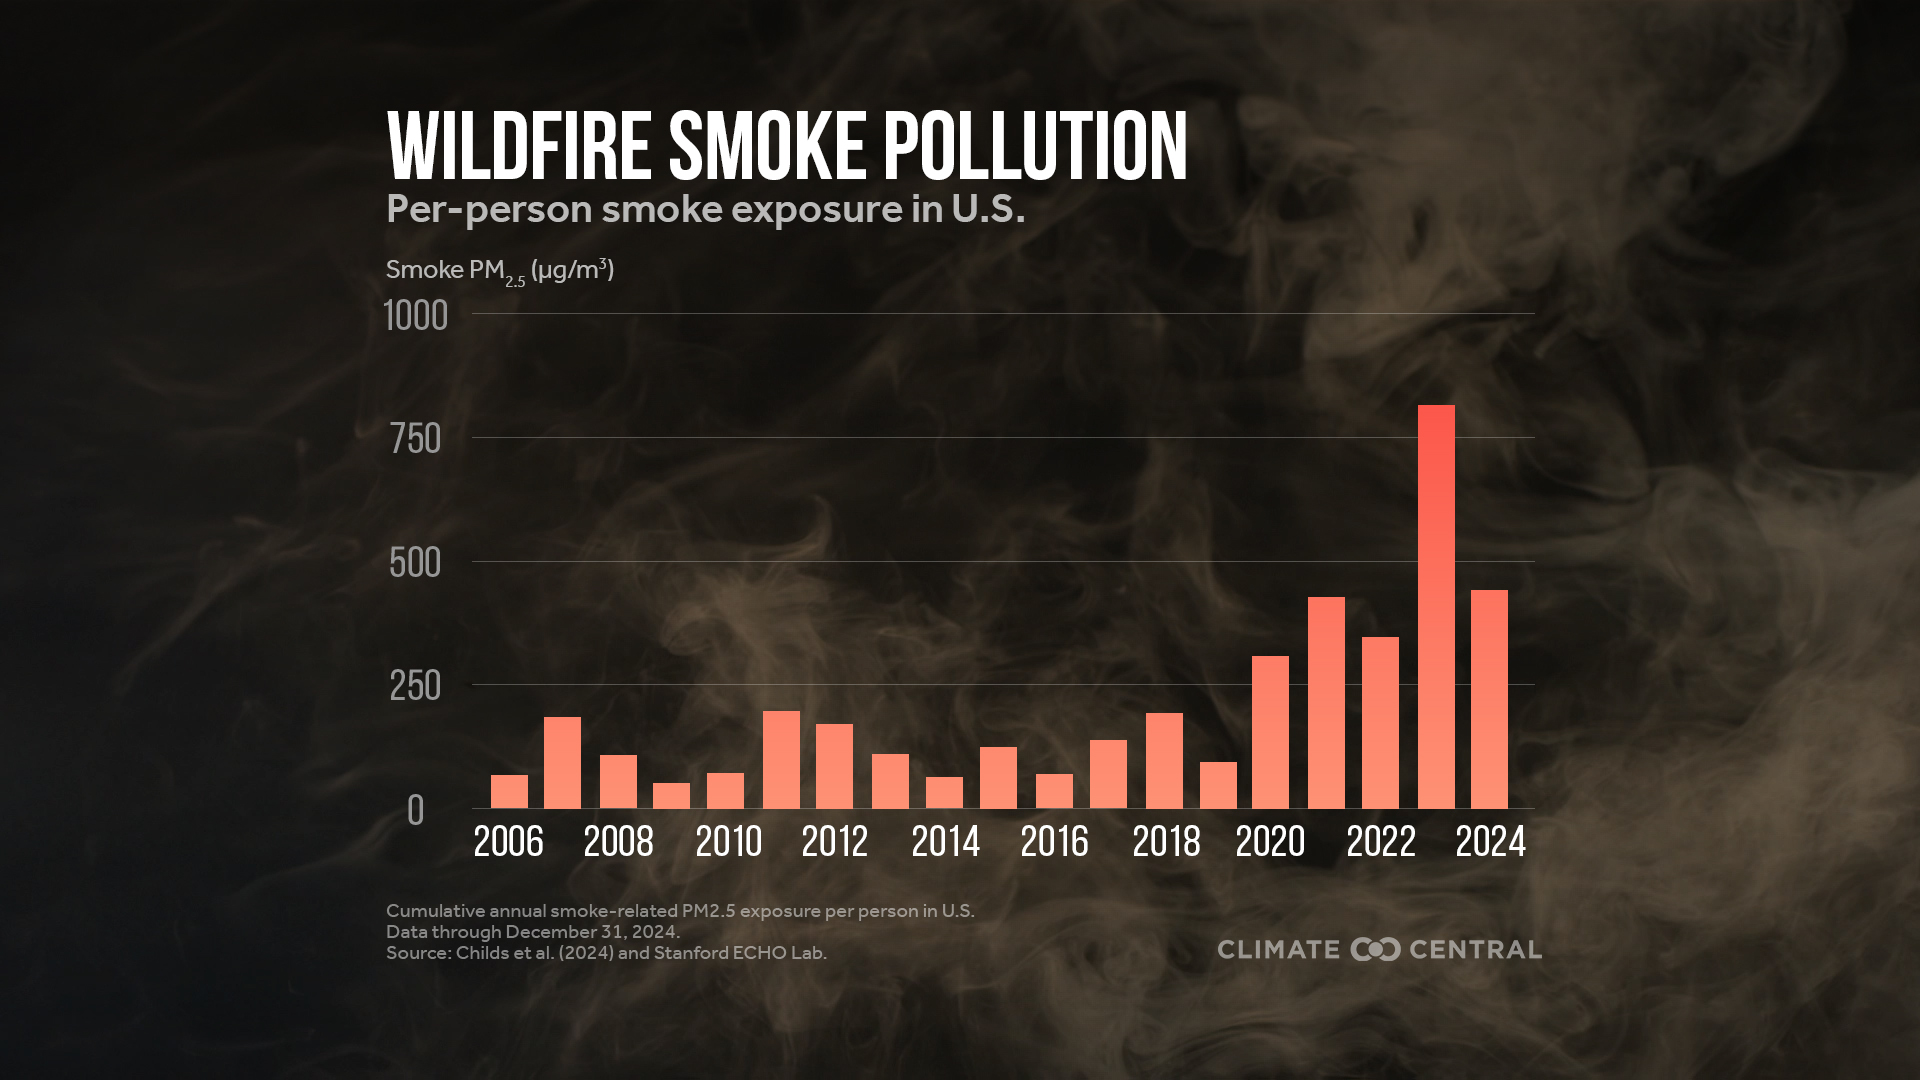 WILDFIRE SMOKE POLLUTION
Per-person smoke exposure in U.S.
Smoke PM2.5 (µg/m³)
1000
750
500
250
0
2006 2008 2010 2012 2014 2016 2018 2020 2022 2024
Cumulative annual smoke-related PM2.5 exposure per person in U.S.
Data through December 31, 2024.
Source: Childs et al. (2024) and Stanford ECHO Lab.
CLIMATE CENTRAL